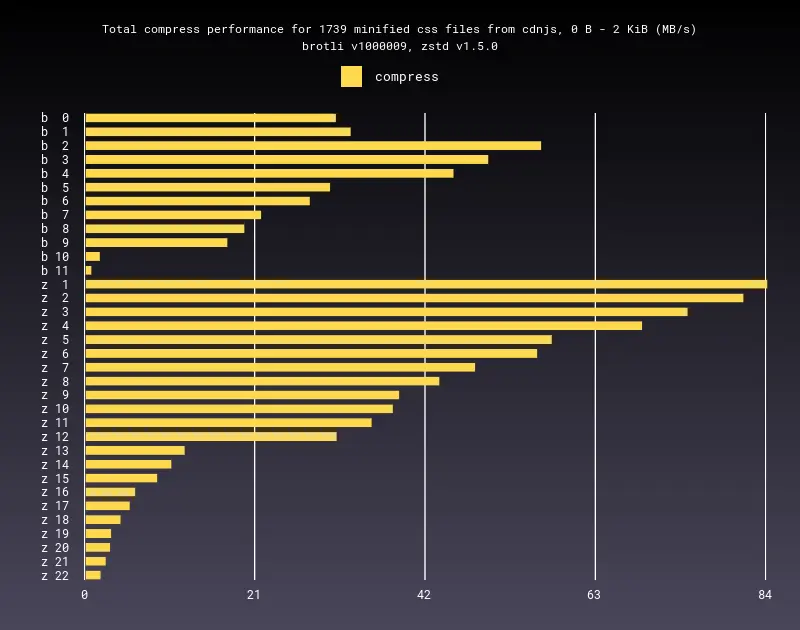 Total compress performance for 1739 minified css files from cdnjs, 0 B - 2 KiB (MB/s)
brotli v1000009, zstd v1.5.0
compress
b 0
b 1
b 2
b 3
b 4
b 5
b 6
b 7
b 8
b 9
b 10
b 11
z 1
z 2
z 3
z 4
z 5
z 6
z 7
z 8
z 9
z 10
z 11
z 12
z 13
z 14
z 15
z 16
z 17
z 18
z 19
z 20
z 21
z 22
0 21 42 63 84